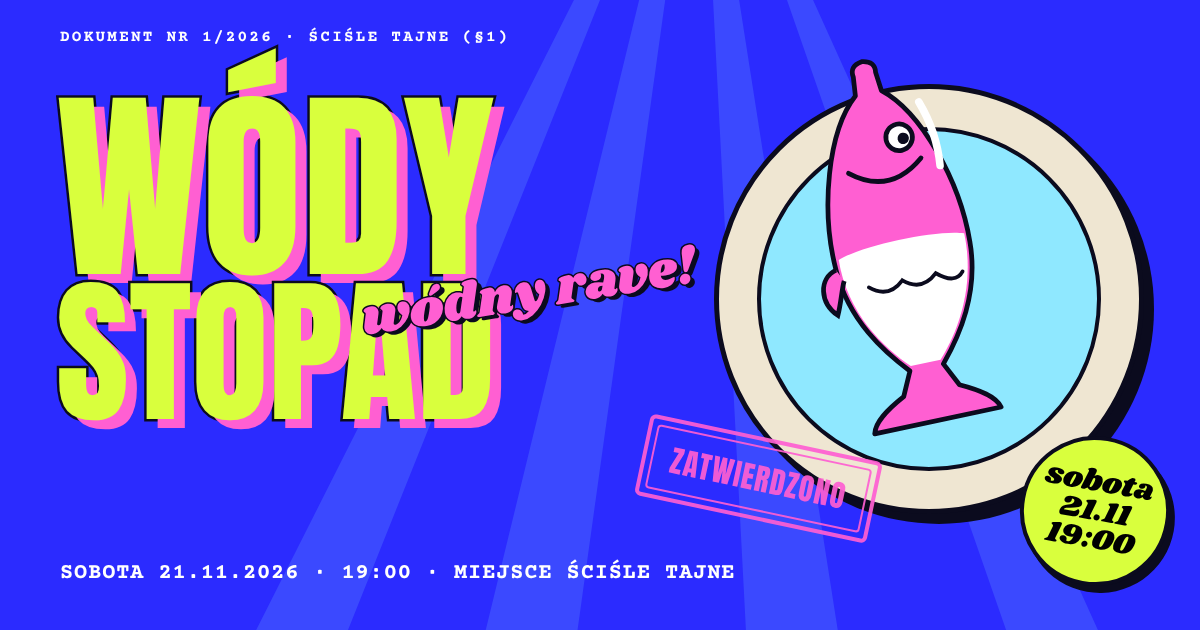 DOKUMENT NR 1/2026 · ŚCIŚLE TAJNE (§1)
WÓDY
STOPAD
wódny rave!
ZATWIERDZONO
sobota
21.11
19:00
SOBOTA 21.11.2026 · 19:00 · MIEJSCE ŚCIŚLE TAJNE